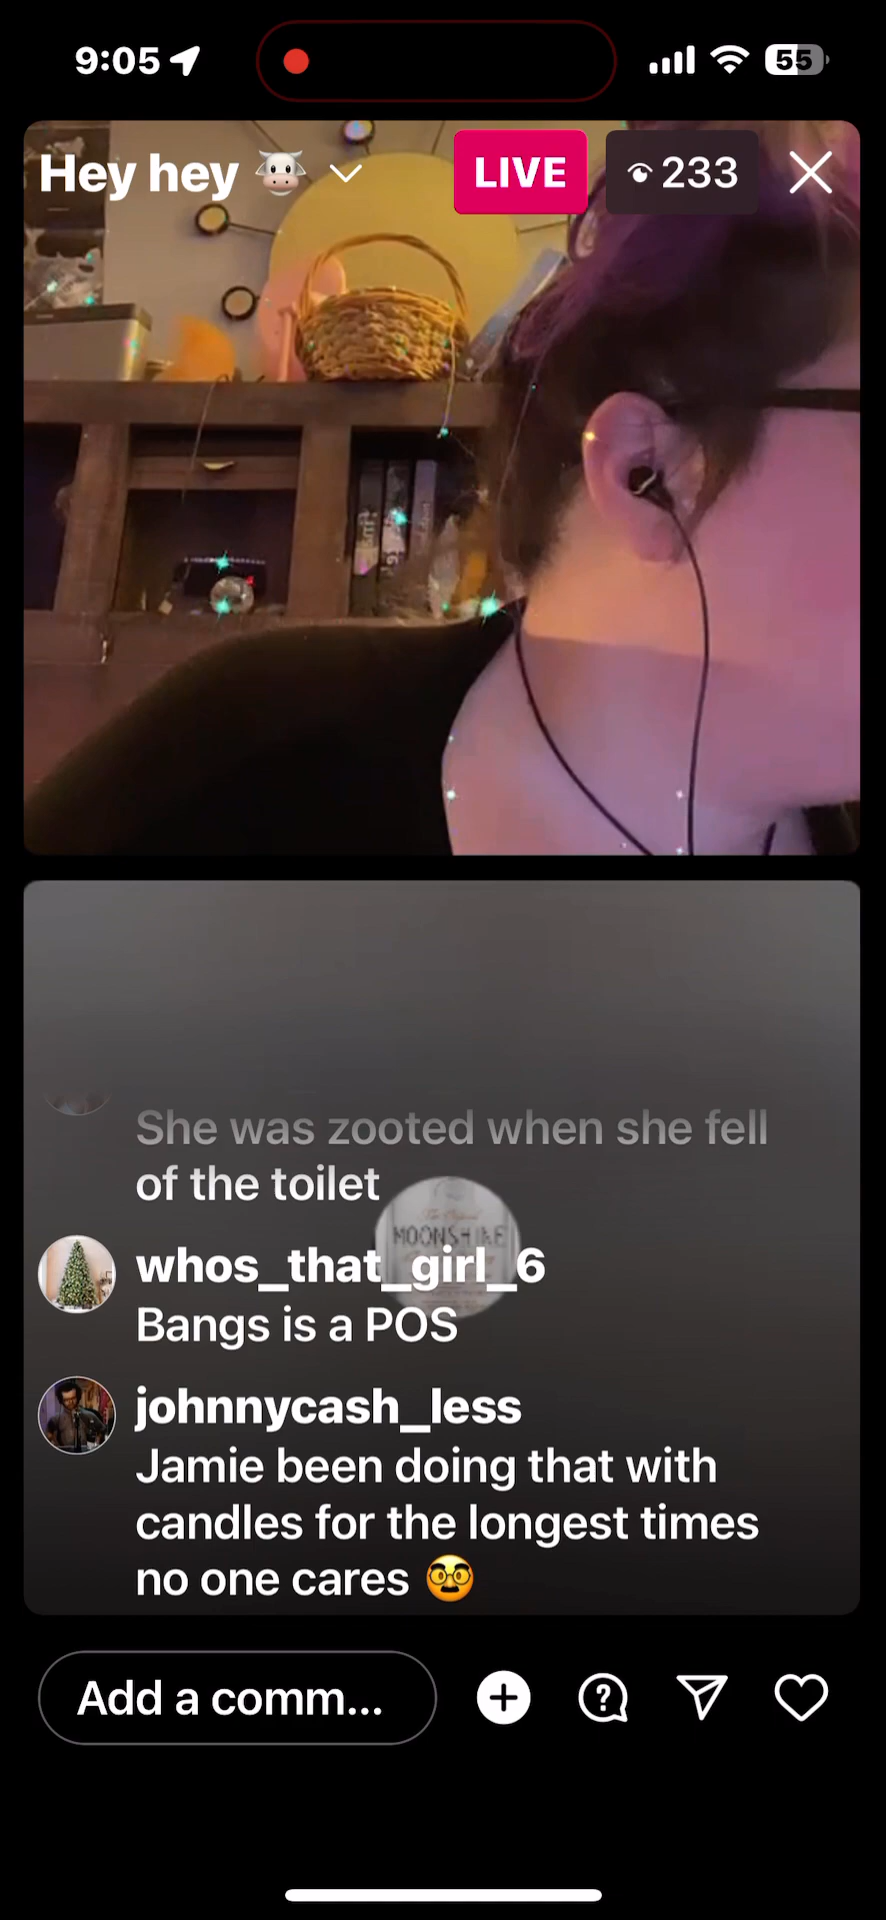 9:05
55
Hey hey 🐮
LIVE
233
She was zooted when she fell
of the toilet
MOONSHINE
whos_that_girl_6
Bangs is a POS
johnnycash_less
Jamie been doing that with
candles for the longest times
no one cares 🥸
Add a comm...